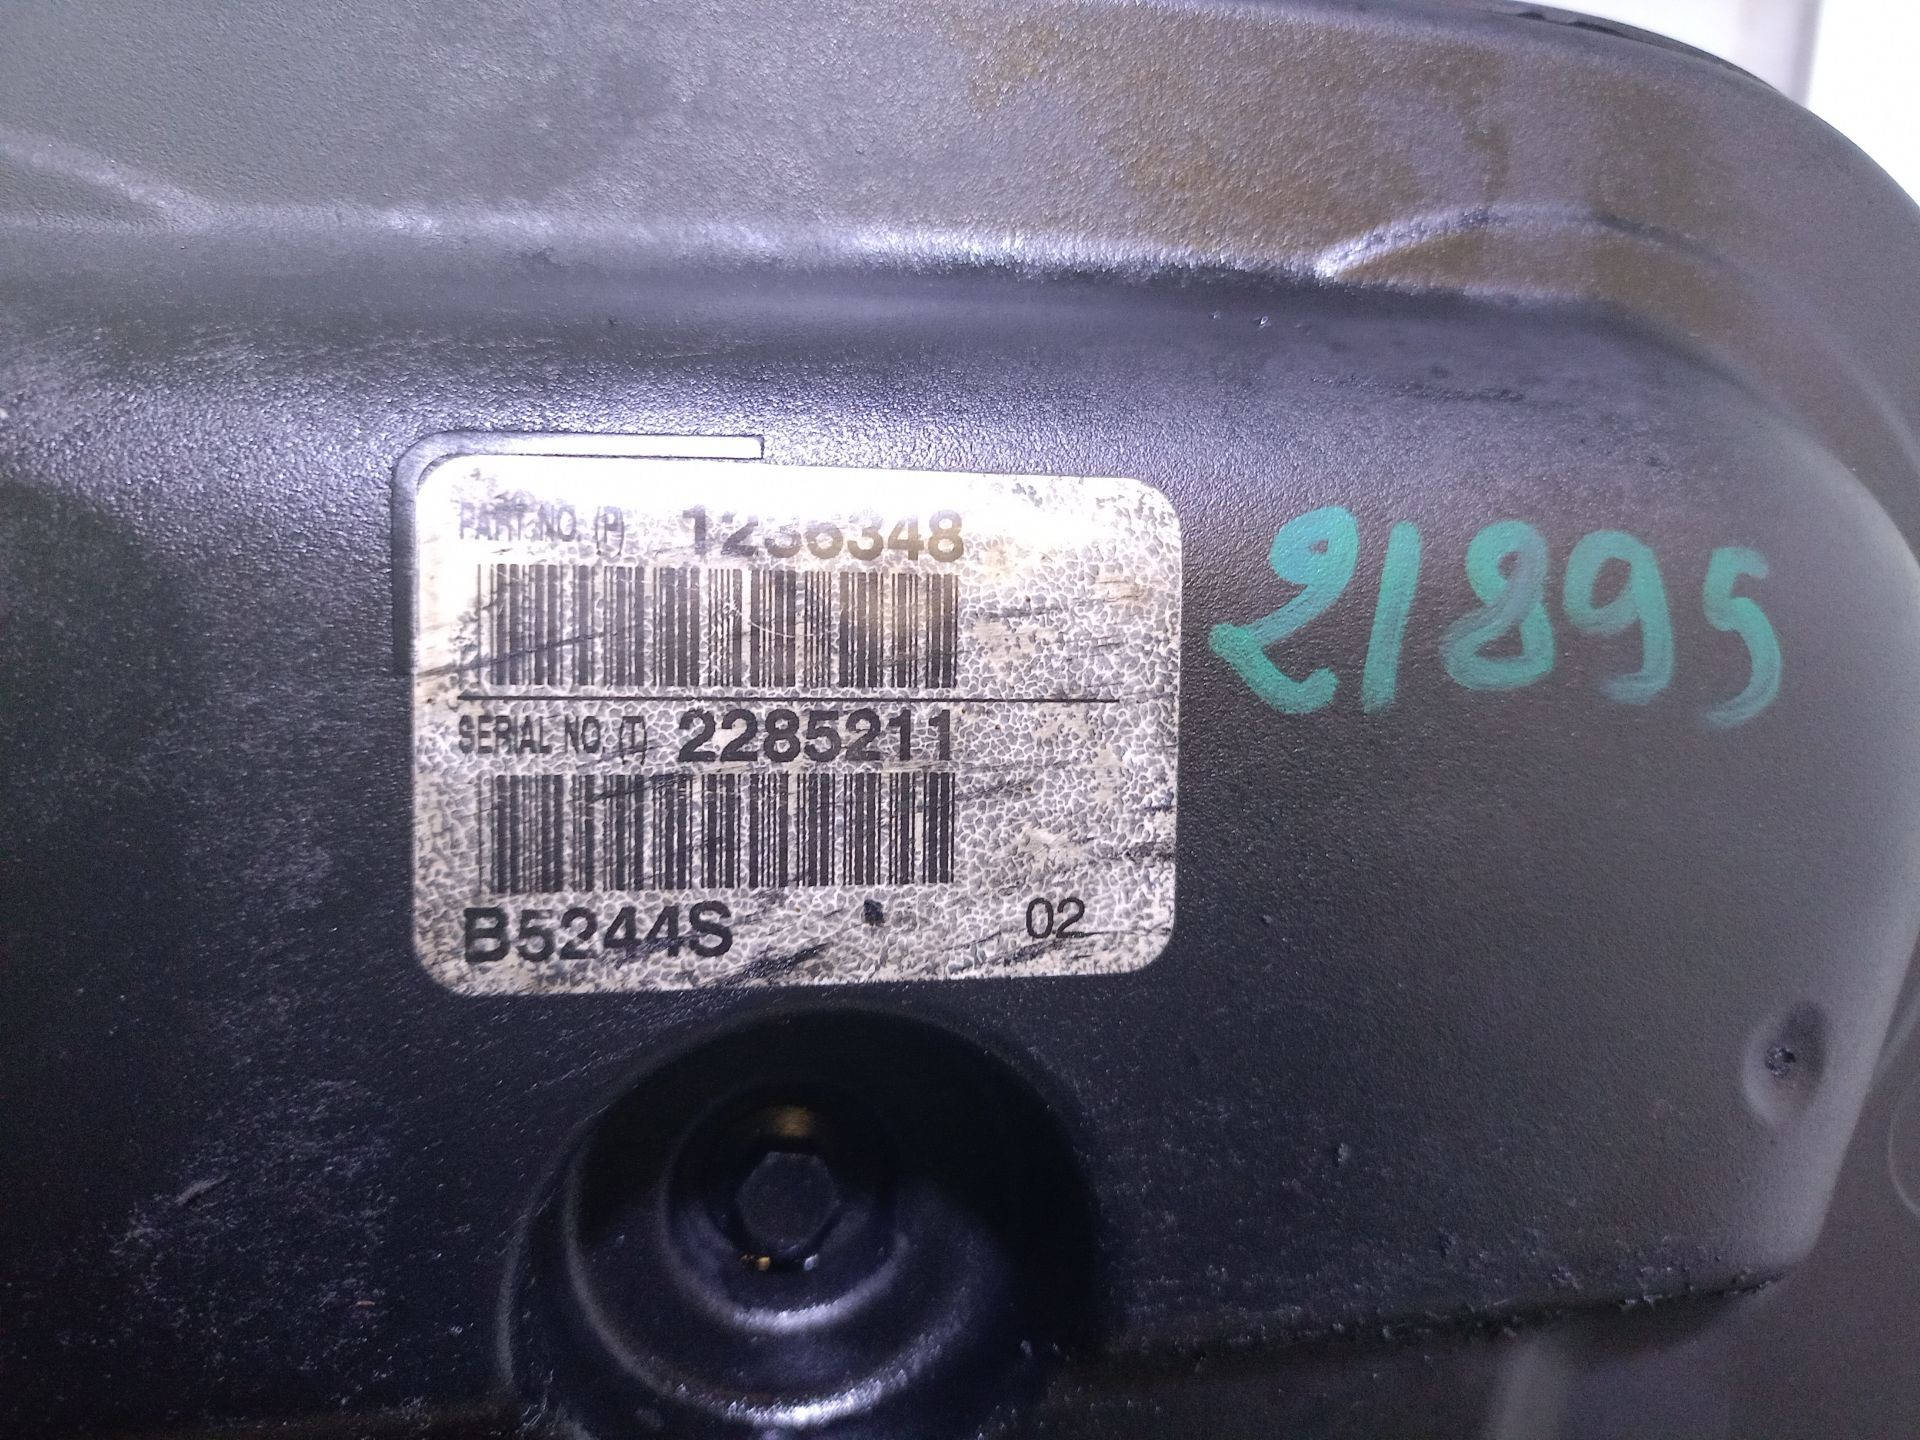 PART NO. (P) 1236348
21895
SERIAL NO. (T) 2285211
B5244S 02